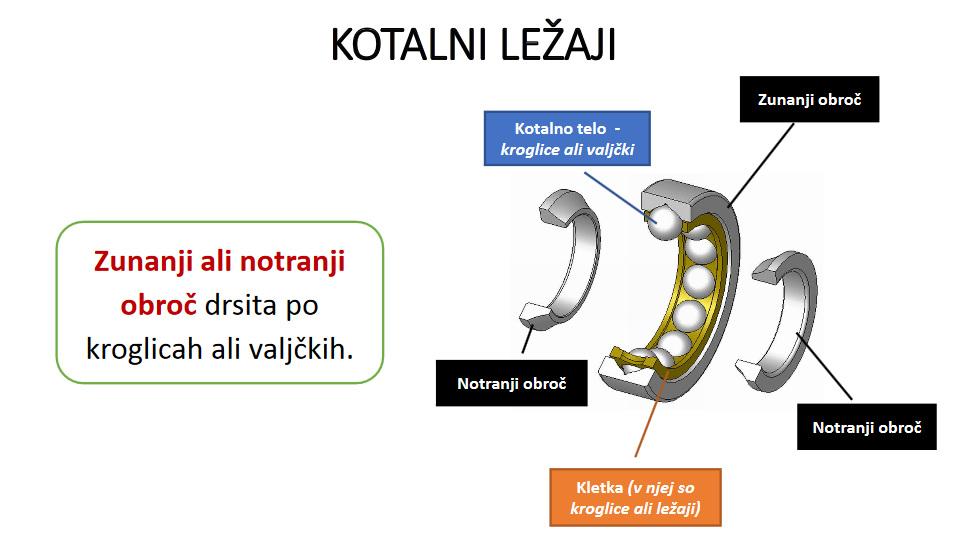 KOTALNI LEŽAJI
Zunanji obroč
Kotalno telo  -
kroglice ali valjčki
Zunanji ali notranji
obroč drsita po
kroglicah ali valjčkih.
Notranji obroč
Notranji obroč
Kletka (v njej so
kroglice ali ležaji)